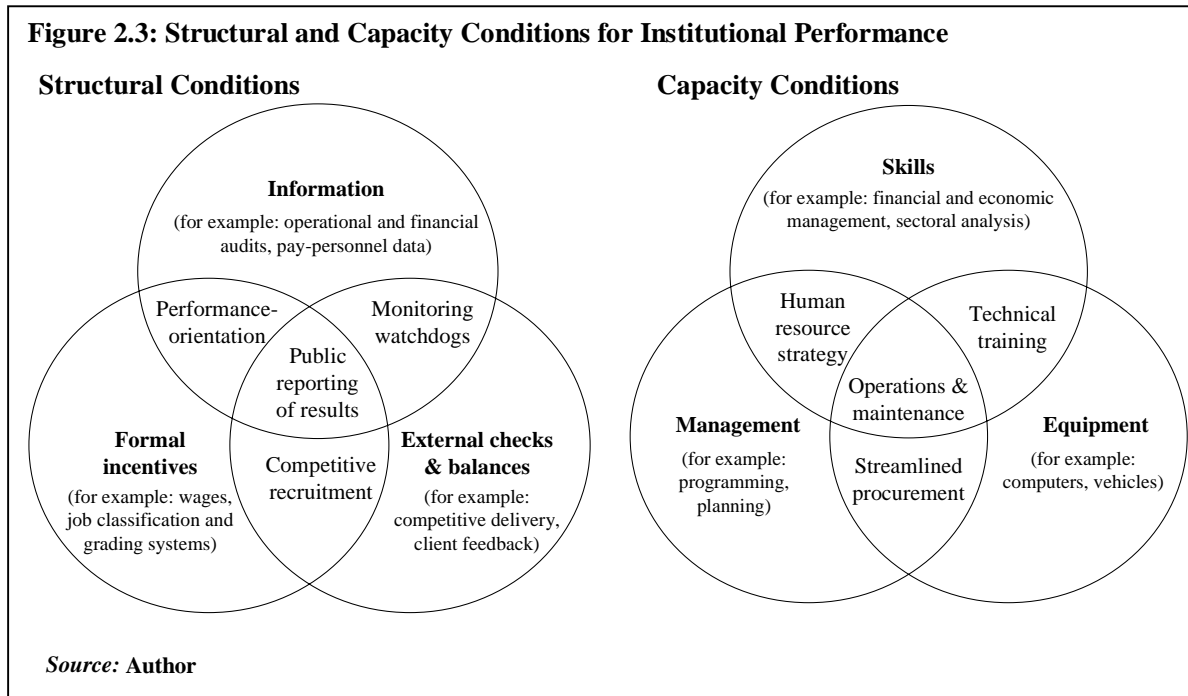 Figure 2.3: Structural and Capacity Conditions for Institutional Performance
Structural Conditions
Information
(for example: operational and financial
audits, pay-personnel data)
Performance-
orientation
Monitoring
watchdogs
Public
reporting
of results
Formal
incentives
(for example: wages,
job classification and
grading systems)
Competitive
recruitment
External checks
& balances
(for example:
competitive delivery,
client feedback)
Capacity Conditions
Skills
(for example: financial and economic
management, sectoral analysis)
Human
resource
strategy
Technical
training
Operations &
maintenance
Management
(for example:
programming,
planning)
Streamlined
procurement
Equipment
(for example:
computers, vehicles)
Source: Author